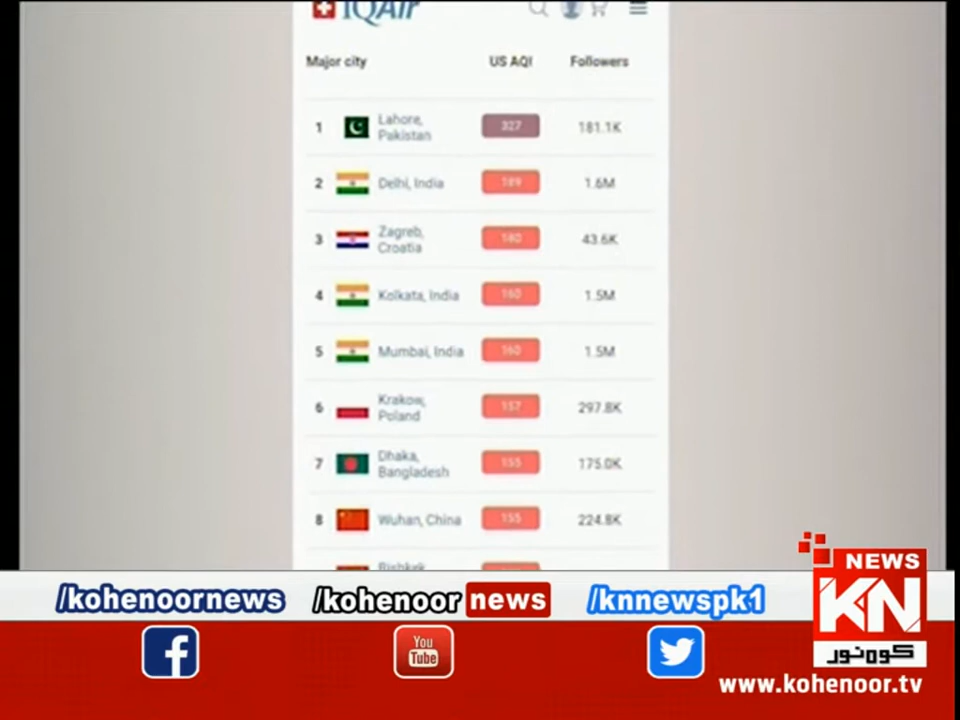 IQAir
Major city US AQI Followers
1 Lahore, Pakistan 327 181.1K
2 Delhi, India 189 1.6M
3 Zagreb, Croatia 180 43.6K
4 Kolkata, India 160 1.5M
5 Mumbai, India 160 1.5M
6 Krakow, Poland 157 297.8K
7 Dhaka, Bangladesh 155 175.0K
8 Wuhan, China 155 224.8K
Bishkek
/kohenoornews /kohenoor news /knnewspk1
You Tube
NEWS
KN
کوہ نور
www.kohenoor.tv